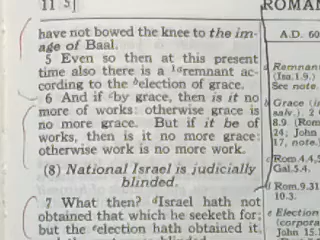 11 5]
ROMAN
have not bowed the knee to the im-
age of Baal.
5 Even so then at this present
time also there is a ᵃremnant ac-
cording to the ᵇelection of grace.
6 And if ᶜby grace, then is it no
more of works: otherwise grace is
no more grace. But if it be of
works, then is it no more grace:
otherwise work is no more work.
(8) National Israel is judicially
blinded.
7 What then? ᵈIsrael hath not
obtained that which he seeketh for;
but the ᵉelection hath obtained it,
A.D. 60
Remnant
(Isa.1.9.)
See note
Grace (i
salv.). 2
8.9. (Rom
24; John
17, note.)
Rom.4.4,5
Gal.5.4.
Rom.9.31
10.3.
e Election
(corpora
John 15.1